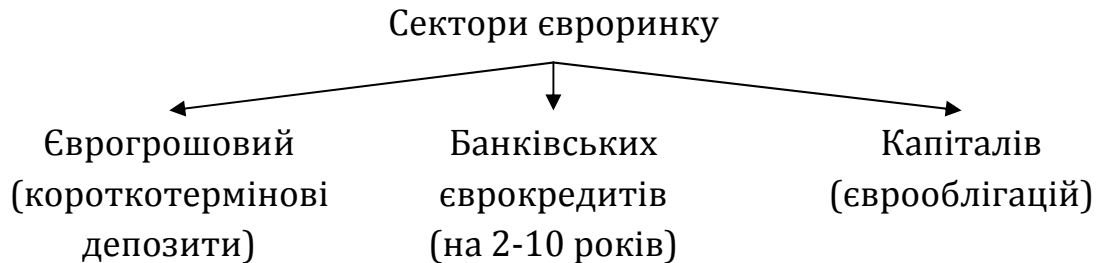 Сектори євроринку
Єврогрошовий
(короткотермінові
депозити)
Банківських
єврокредитів
(на 2-10 років)
Капіталів
(єврооблігацій)